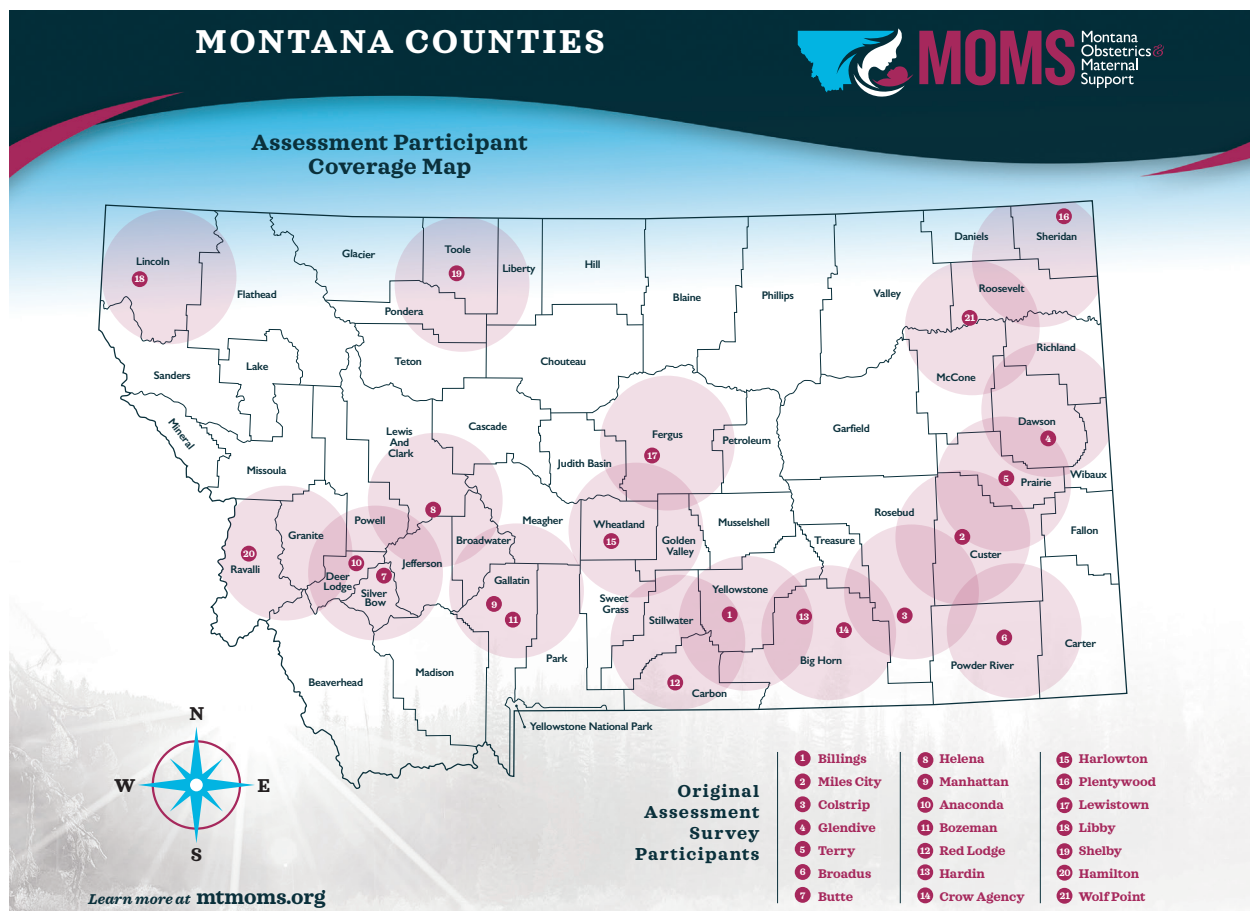 MONTANA COUNTIES
MOMS
Montana
Obstetrics &
Maternal
Support
Assessment Participant
Coverage Map
16
Daniels
Sheridan
Toole
Glacier
Lincoln
Hill
Liberty
19
18
Roosevelt
Flathead
Valley
Phillips
Blaine
Pondera
21
Richland
Teton
Chouteau
Lake
Sanders
McCone
Dawson
Cascade
Garfield
Mineral
Lewis
And
Clark
Fergus
Petroleum
4
17
Judith Basin
Missoula
Wibaux
5
Prairie
8
Rosebud
Powell
Meagher
Wheatland
Musselshell
Fallon
Granite
2
Broadwater
15
Golden
Valley
Treasure
20
Custer
Ravalli
10
Jefferson
Deer
Lodge
7
Silver
Bow
Gallatin
Yellowstone
9
Sweet
Grass
11
Stillwater
1
13
3
14
6
Carter
Park
Big Horn
Powder River
Madison
Beaverhead
12
Carbon
Yellowstone National Park
N
W
E
S
Original
Assessment
Survey
Participants
1 Billings
2 Miles City
3 Colstrip
4 Glendive
5 Terry
6 Broadus
7 Butte
8 Helena
9 Manhattan
10 Anaconda
11 Bozeman
12 Red Lodge
13 Hardin
14 Crow Agency
15 Harlowton
16 Plentywood
17 Lewistown
18 Libby
19 Shelby
20 Hamilton
21 Wolf Point
Learn more at mtmoms.org